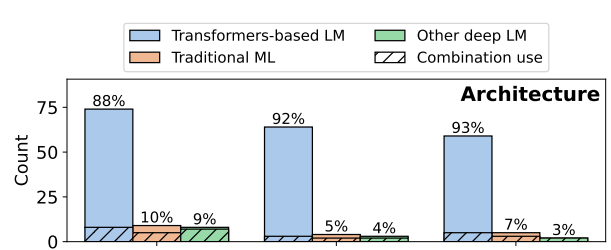 Transformers-based LM
Traditional ML
Other deep LM
Combination use
Architecture
Count
75
50
25
0
88%
10%
9%
92%
5%
4%
93%
7%
3%